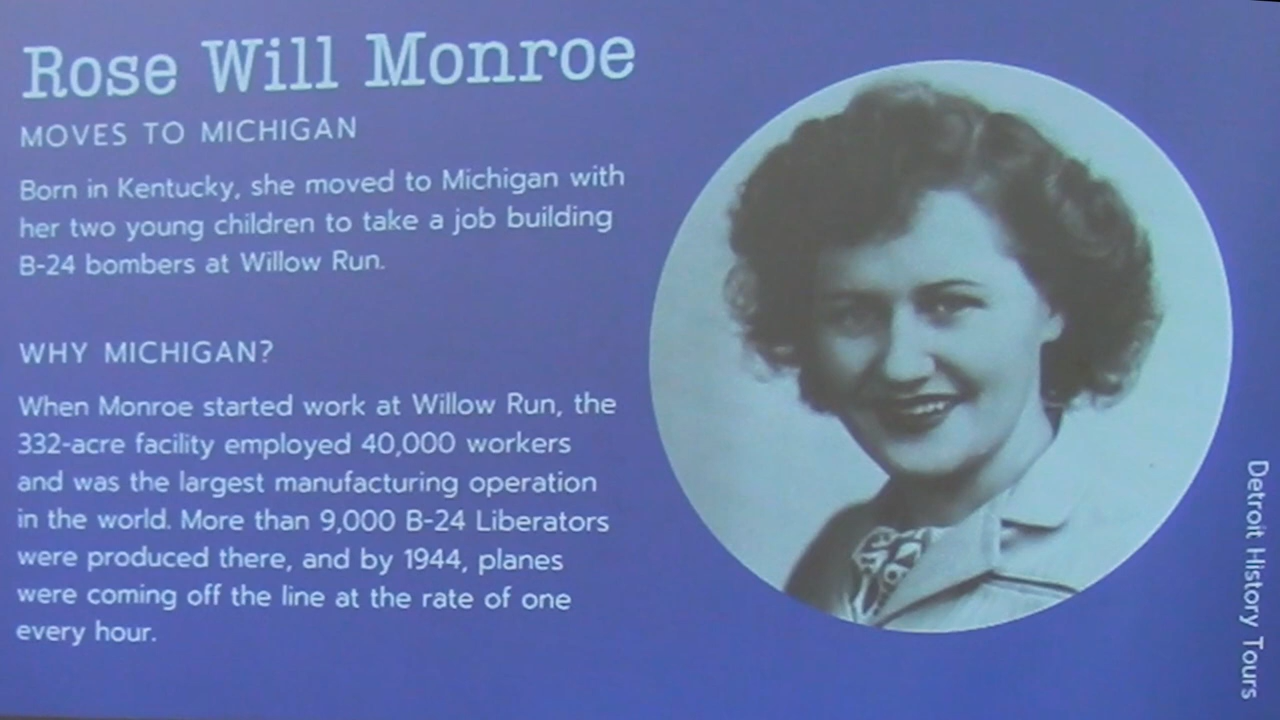 Rose Will Monroe
MOVES TO MICHIGAN
Born in Kentucky, she moved to Michigan with
her two young children to take a job building
B-24 bombers at Willow Run.
WHY MICHIGAN?
When Monroe started work at Willow Run, the
332-acre facility employed 40,000 workers
and was the largest manufacturing operation
in the world. More than 9,000 B-24 Liberators
were produced there, and by 1944, planes
were coming off the line at the rate of one
every hour.
Detroit History Tours